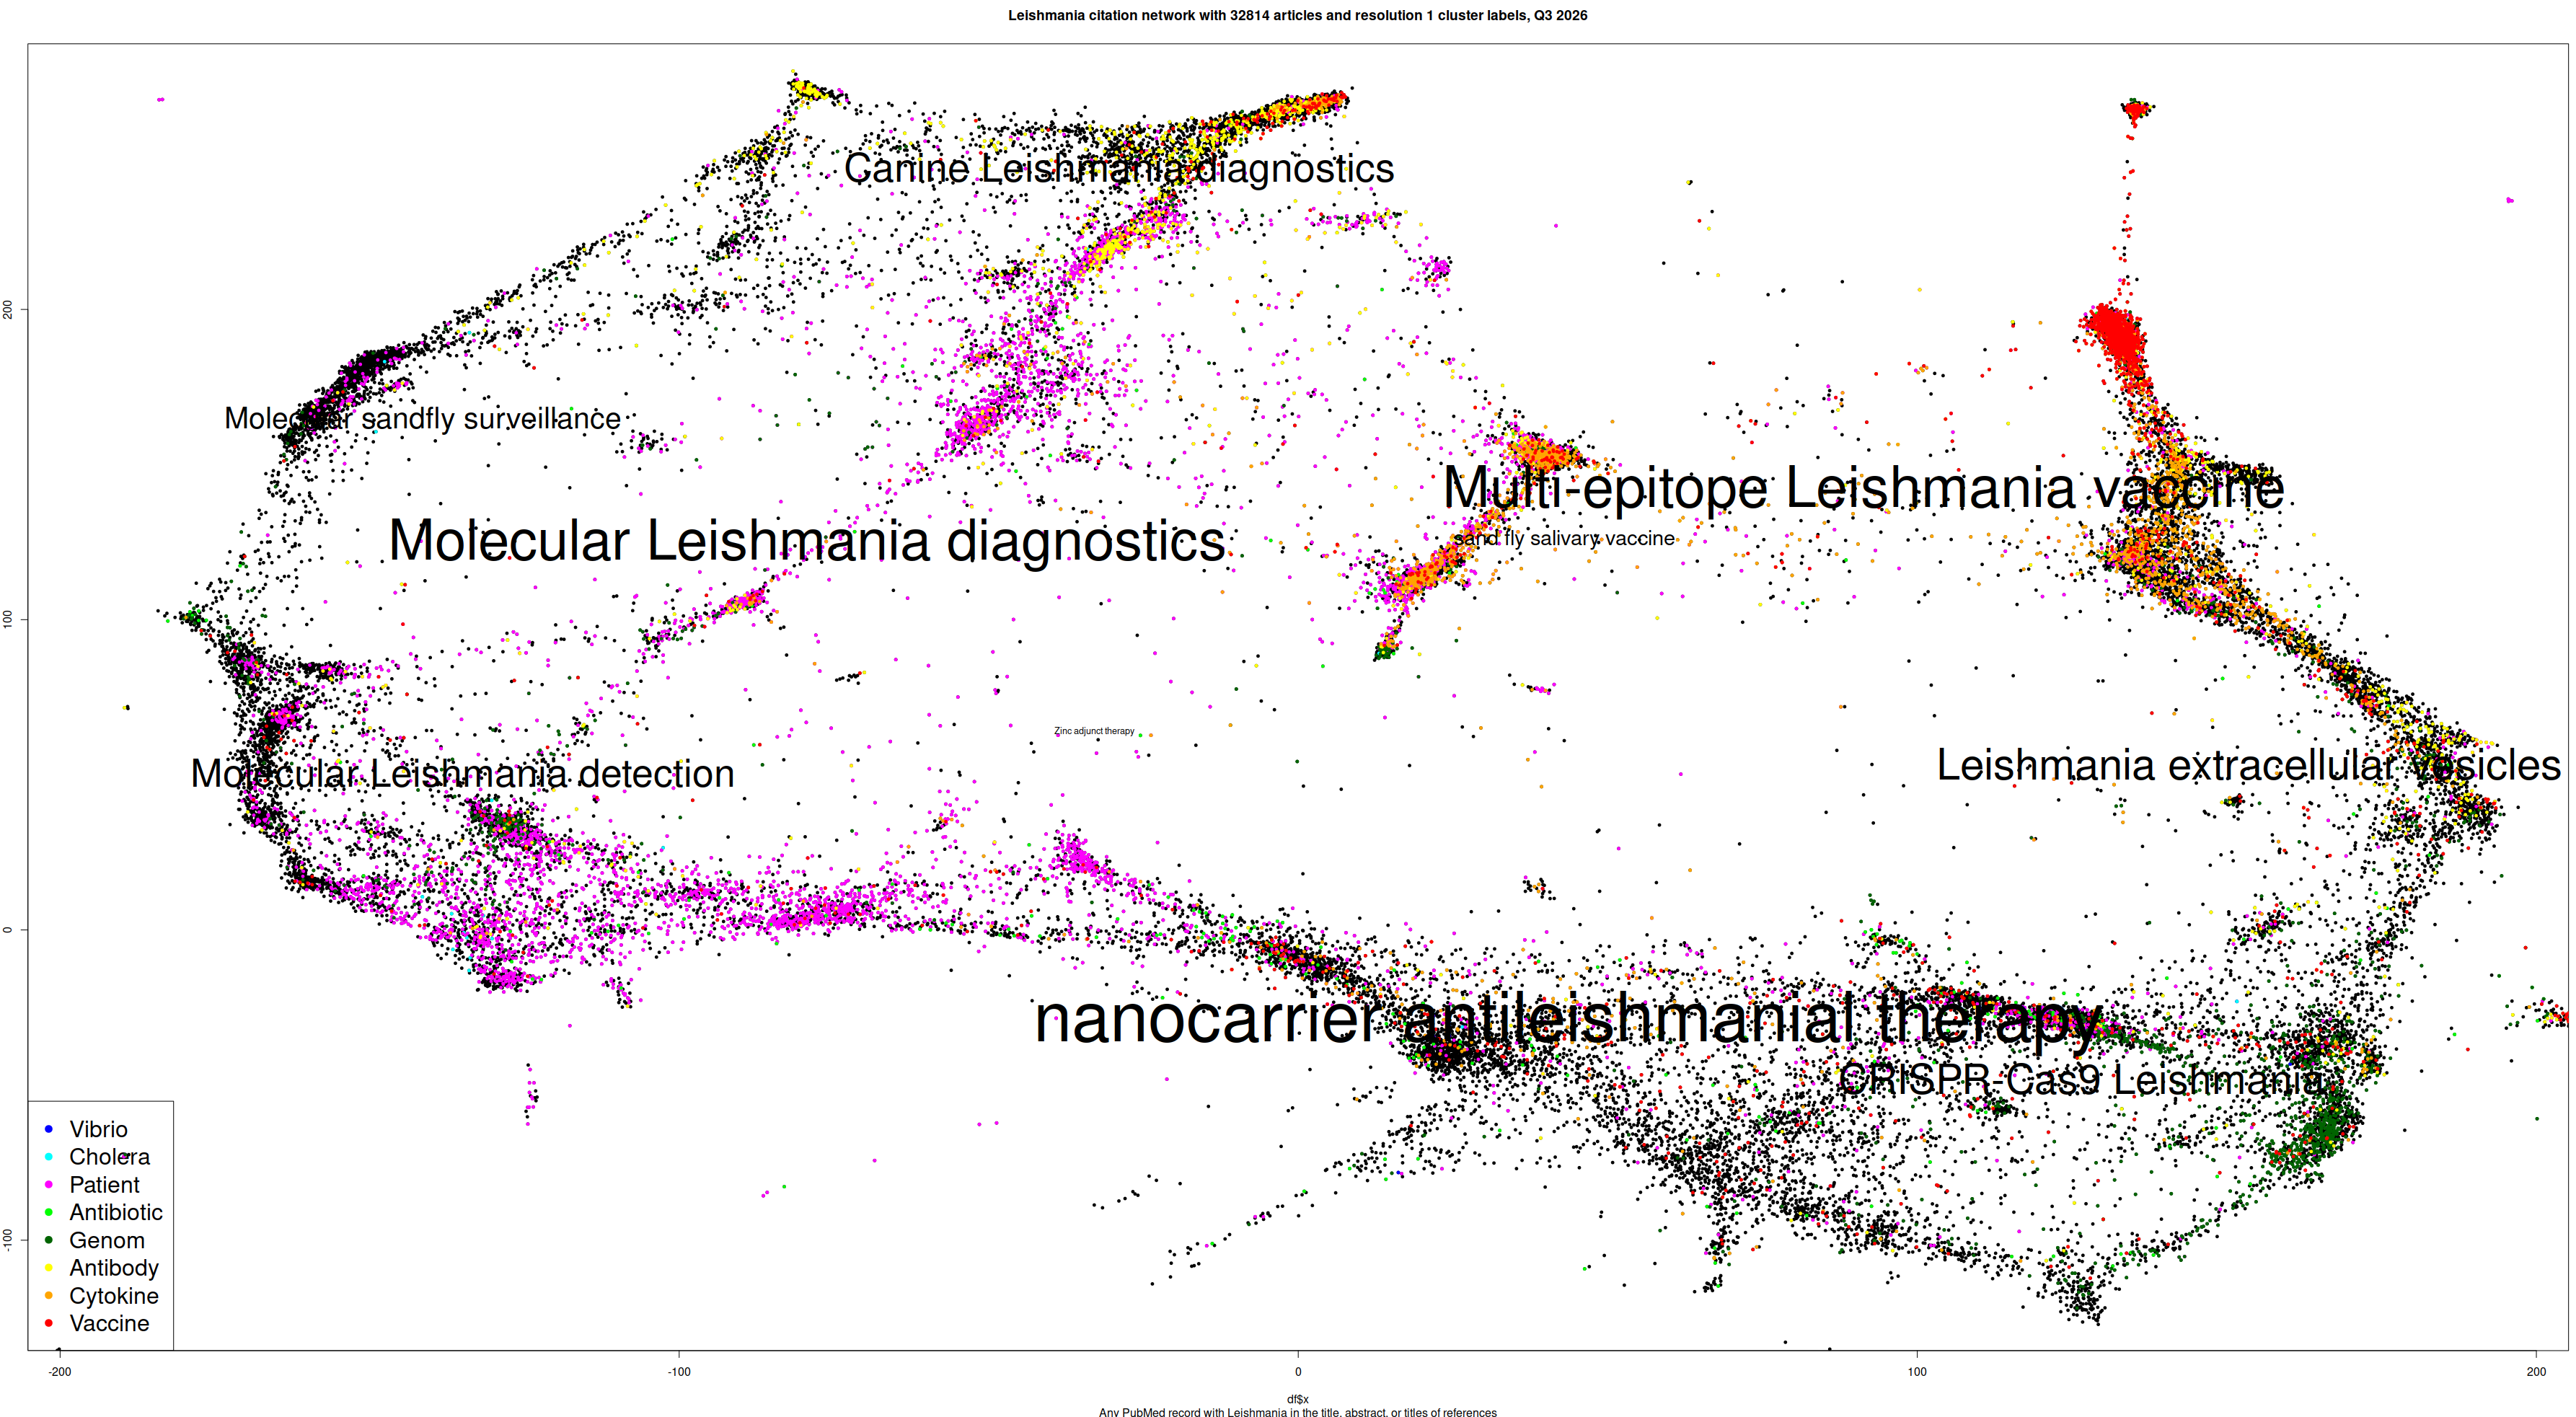 Leishmania citation network with 32814 articles and resolution 1 cluster labels, Q3 2026
Canine Leishmania diagnostics
200
Molecular sandfly surveillance
Multi-epitope Leishmania vaccine
sand fly salivary vaccine
Molecular Leishmania diagnostics
100
Zinc adjunct therapy
Molecular Leishmania detection
Leishmania extracellular vesicles
0
nanocarrier antileishmanial therapy
CRISPR-Cas9 Leishmania
-100
Vibrio
Cholera
Patient
Antibiotic
Genom
Antibody
Cytokine
Vaccine
-200 -100 0 100 200
df$x
Any PubMed record with Leishmania in the title, abstract, or titles of references